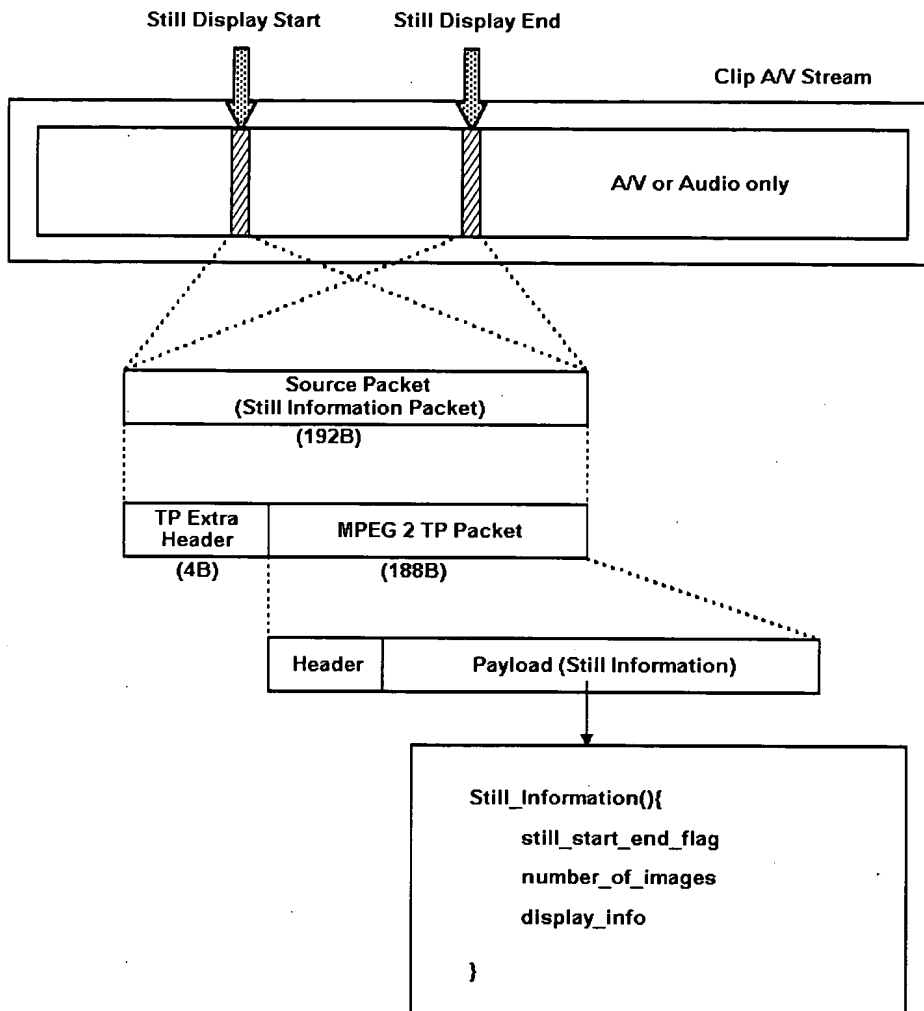 Still Display Start
Still Display End
Clip A/V Stream
A/V or Audio only
Source Packet
(Still Information Packet)
(192B)
TP Extra
Header
MPEG 2 TP Packet
(4B)
(188B)
Header
Payload (Still Information)
Still_Information(){
still_start_end_flag
number_of_images
display_info
}